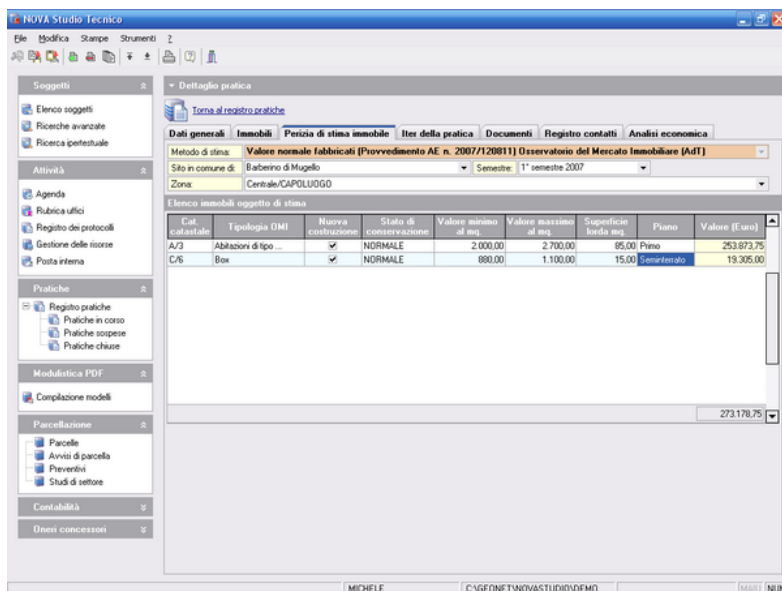 NOVA Studio Tecnico
File Modifica Stampe Strumenti ?
Soggetti
Elenco soggetti
Ricerche avanzate
Ricerca ipertestuale
Attività
Agenda
Rubrica uffici
Registro dei protocolli
Gestione delle risorse
Posta interna
Pratiche
Registro pratiche
Pratiche in corso
Pratiche sospese
Pratiche chiuse
Modulistica PDF
Compilazione modelli
Parcellazione
Parcelle
Avvisi di parcella
Preventivi
Studi di settore
Contabilità
Oneri concessori
Dettaglio pratica
Torna al registro pratiche
Dati generali Immobili Perizia di stima immobile Iter della pratica Documenti Registro contatti Analisi economica
Metodo di stima: Valore normale fabbricati (Provvedimento AE n. 2007/120811) Osservatorio del Mercato Immobiliare (AdT)
Sito in comune di: Barberino di Mugello Semestre: 1° semestre 2007
Zona: Centrale/CAPOLUOGO
Elenco immobili oggetto di stima
Cat. catastale Tipologia OMI Nuova costruzione Stato di conservazione Valore minimo al mq. Valore massimo al mq. Superficie lorda mq. Piano Valore (Euro)
A/3 Abitazioni di tipo ... NORMALE 2.000,00 2.700,00 85,00 Primo 253.873,75
C/6 Box NORMALE 880,00 1.100,00 15,00 Seminterrato 19.305,00
273.178,75
MICHELE C:\GEONET\NOVASTUDIO\DEMO MAIU NUM